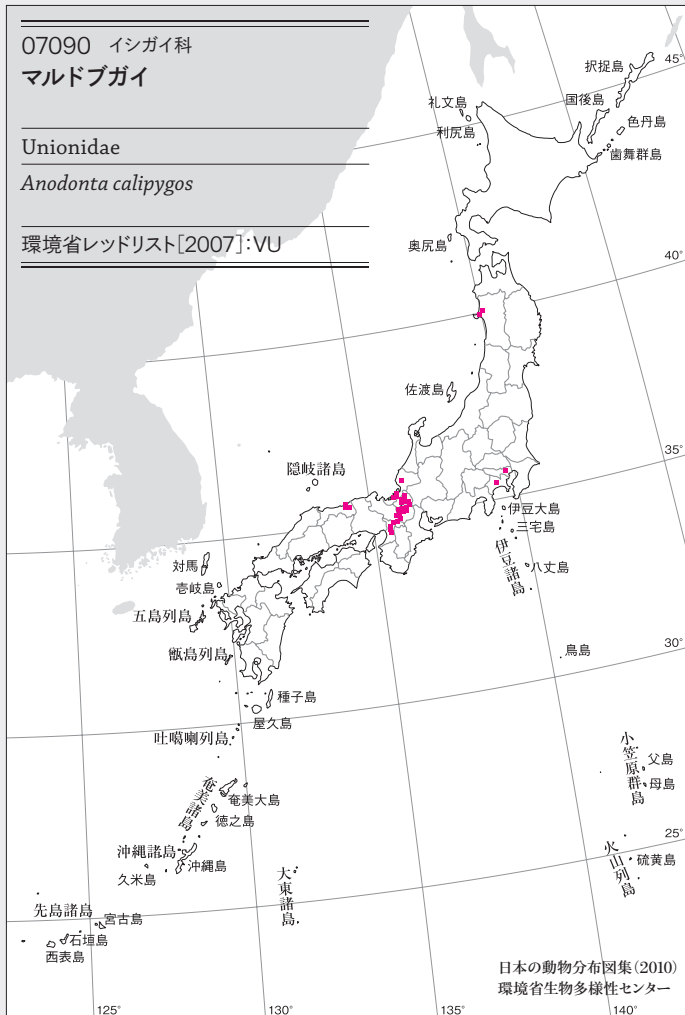 07090 イシガイ科
マルドブガイ
Unionidae
Anodonta calipygos
環境省レッドリスト[2007]:VU
45°
択捉島
国後島
礼文島
色丹島
利尻島
歯舞群島
奥尻島
40°
佐渡島
35°
隠岐諸島
伊豆大島
三宅島
伊豆諸島
八丈島
対馬
壱岐島
五島列島
甑島列島
鳥島
30°
種子島
屋久島
吐噶喇列島
小笠原群島
父島
母島
奄美諸島
奄美大島
徳之島
25°
沖縄諸島
沖縄島
久米島
火山列島
硫黄島
大東諸島
先島諸島
宮古島
石垣島
西表島
日本の動物分布図集(2010)
環境省生物多様性センター
125°
130°
135°
140°